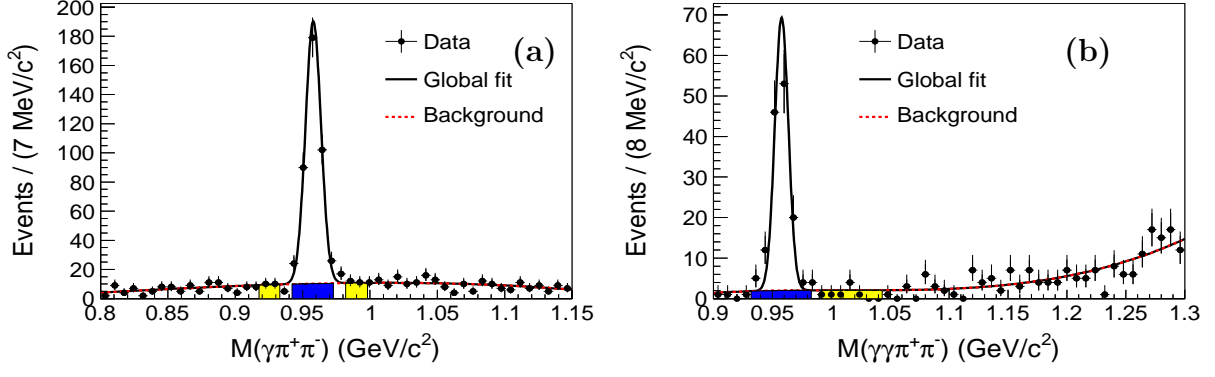 Events / (7 MeV/c²)
200
180
160
140
120
100
80
60
40
20
0
Data
Global fit
Background
(a)
0.8 0.85 0.9 0.95 1 1.05 1.1 1.15
M(γπ⁺π⁻) (GeV/c²)
Events / (8 MeV/c²)
70
60
50
40
30
20
10
0
Data
Global fit
Background
(b)
0.9 0.95 1 1.05 1.1 1.15 1.2 1.25 1.3
M(γγπ⁺π⁻) (GeV/c²)